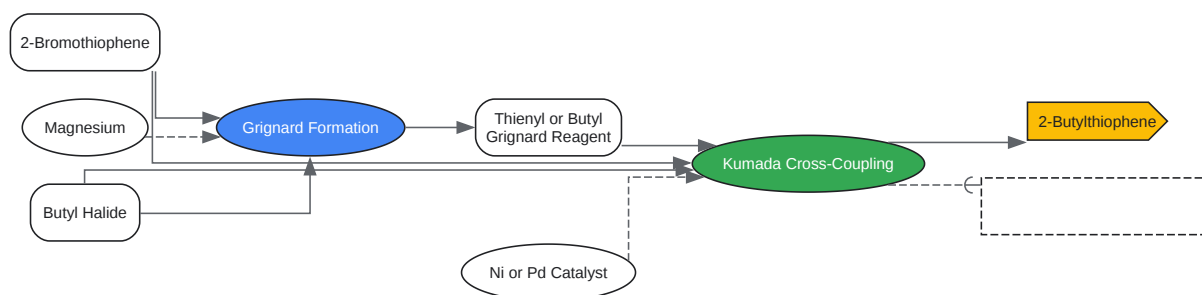 2-Bromothiophene
Magnesium
Grignard Formation
Thienyl or Butyl
Grignard Reagent
2-Butylthiophene
Kumada Cross-Coupling
Butyl Halide
Ni or Pd Catalyst